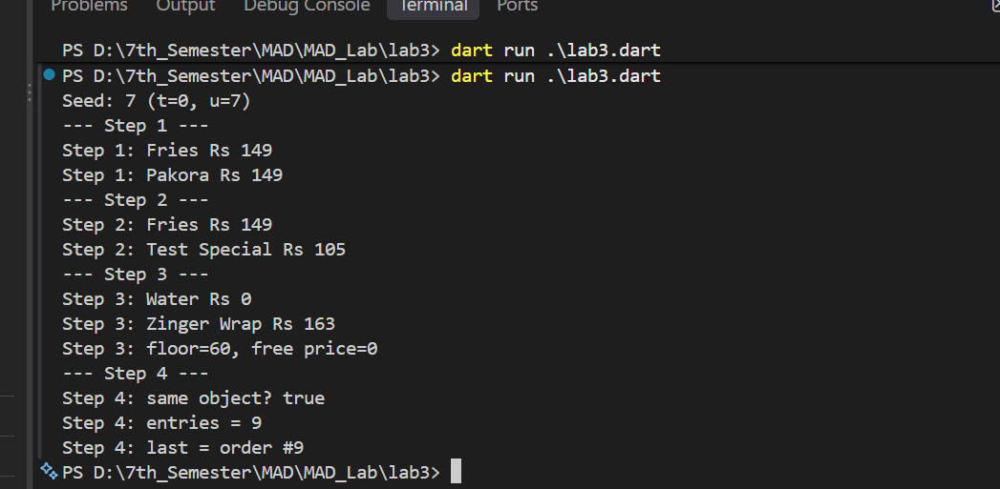 Problems Output Debug Console Terminal Ports
PS D:\7th_Semester\MAD\MAD_Lab\lab3> dart run .\lab3.dart
PS D:\7th_Semester\MAD\MAD_Lab\lab3> dart run .\lab3.dart
Seed: 7 (t=0, u=7)
--- Step 1 ---
Step 1: Fries Rs 149
Step 1: Pakora Rs 149
--- Step 2 ---
Step 2: Fries Rs 149
Step 2: Test Special Rs 105
--- Step 3 ---
Step 3: Water Rs 0
Step 3: Zinger Wrap Rs 163
Step 3: floor=60, free price=0
--- Step 4 ---
Step 4: same object? true
Step 4: entries = 9
Step 4: last = order #9
PS D:\7th_Semester\MAD\MAD_Lab\lab3>